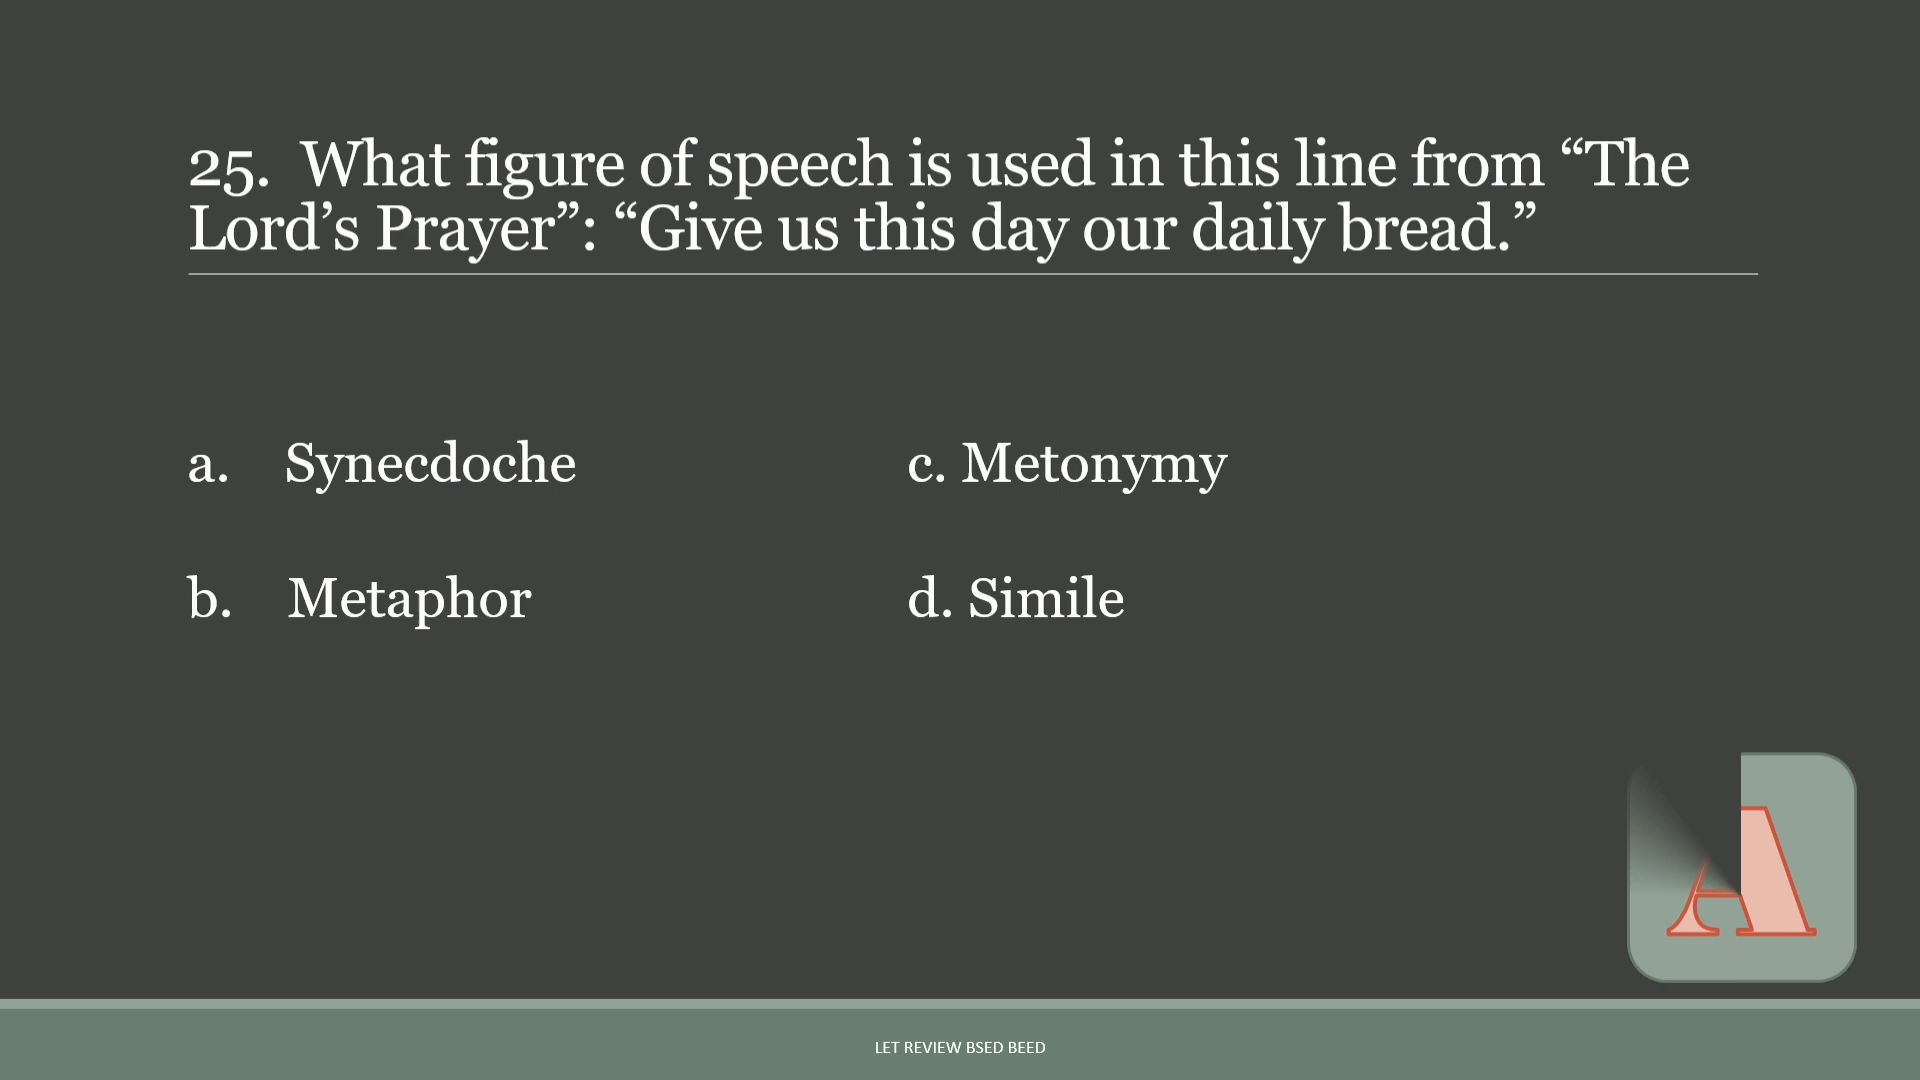 25. What figure of speech is used in this line from “The
Lord’s Prayer”: “Give us this day our daily bread.”
a. Synecdoche
c. Metonymy
b. Metaphor
d. Simile
A
LET REVIEW BSED BEED